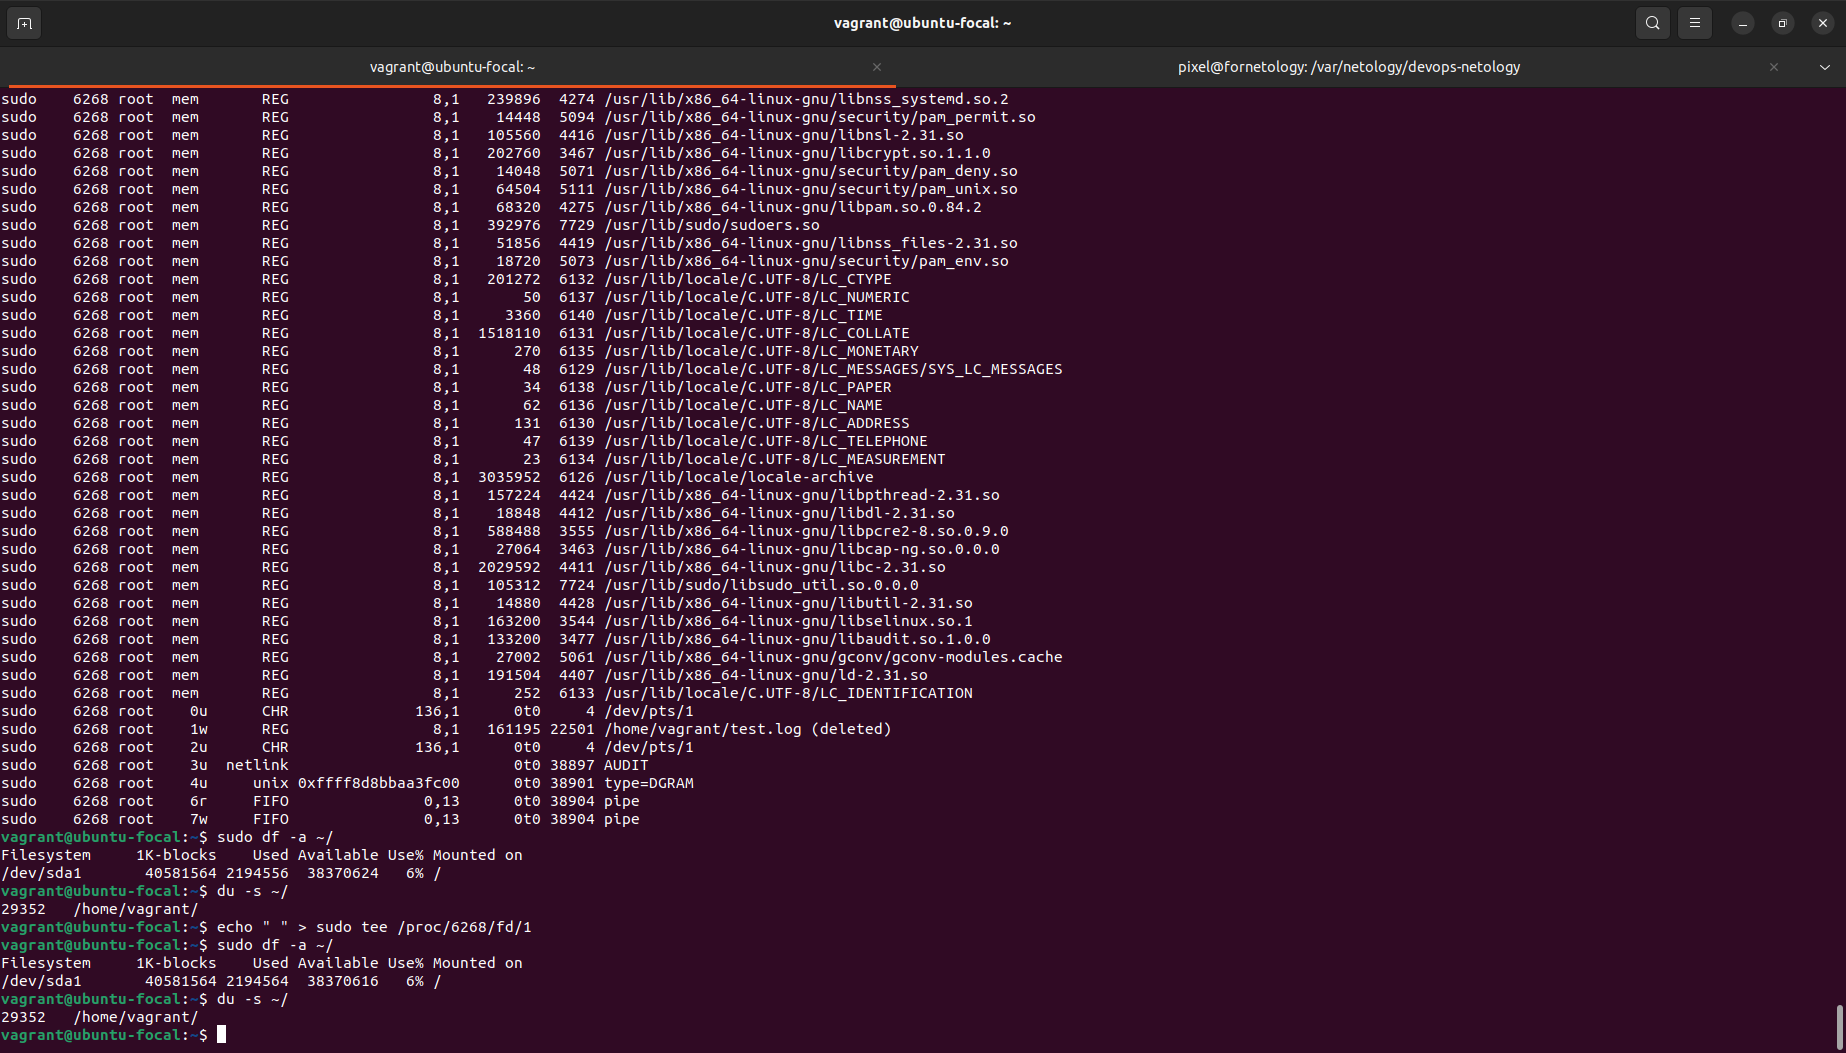 vagrant@ubuntu-focal: ~
vagrant@ubuntu-focal: ~
pixel@fornetology: /var/netology/devops-netology
sudo    6268 root  mem       REG                8,1   239896  4274 /usr/lib/x86_64-linux-gnu/libnss_systemd.so.2
sudo    6268 root  mem       REG                8,1    14448  5094 /usr/lib/x86_64-linux-gnu/security/pam_permit.so
sudo    6268 root  mem       REG                8,1   105560  4416 /usr/lib/x86_64-linux-gnu/libnsl-2.31.so
sudo    6268 root  mem       REG                8,1   202760  3467 /usr/lib/x86_64-linux-gnu/libcrypt.so.1.1.0
sudo    6268 root  mem       REG                8,1    14048  5071 /usr/lib/x86_64-linux-gnu/security/pam_deny.so
sudo    6268 root  mem       REG                8,1    64504  5111 /usr/lib/x86_64-linux-gnu/security/pam_unix.so
sudo    6268 root  mem       REG                8,1    68320  4275 /usr/lib/x86_64-linux-gnu/libpam.so.0.84.2
sudo    6268 root  mem       REG                8,1   392976  7729 /usr/lib/sudo/sudoers.so
sudo    6268 root  mem       REG                8,1    51856  4419 /usr/lib/x86_64-linux-gnu/libnss_files-2.31.so
sudo    6268 root  mem       REG                8,1    18720  5073 /usr/lib/x86_64-linux-gnu/security/pam_env.so
sudo    6268 root  mem       REG                8,1   201272  6132 /usr/lib/locale/C.UTF-8/LC_CTYPE
sudo    6268 root  mem       REG                8,1       50  6137 /usr/lib/locale/C.UTF-8/LC_NUMERIC
sudo    6268 root  mem       REG                8,1     3360  6140 /usr/lib/locale/C.UTF-8/LC_TIME
sudo    6268 root  mem       REG                8,1  1518110  6131 /usr/lib/locale/C.UTF-8/LC_COLLATE
sudo    6268 root  mem       REG                8,1      270  6135 /usr/lib/locale/C.UTF-8/LC_MONETARY
sudo    6268 root  mem       REG                8,1       48  6129 /usr/lib/locale/C.UTF-8/LC_MESSAGES/SYS_LC_MESSAGES
sudo    6268 root  mem       REG                8,1       34  6138 /usr/lib/locale/C.UTF-8/LC_PAPER
sudo    6268 root  mem       REG                8,1       62  6136 /usr/lib/locale/C.UTF-8/LC_NAME
sudo    6268 root  mem       REG                8,1      131  6130 /usr/lib/locale/C.UTF-8/LC_ADDRESS
sudo    6268 root  mem       REG                8,1       47  6139 /usr/lib/locale/C.UTF-8/LC_TELEPHONE
sudo    6268 root  mem       REG                8,1       23  6134 /usr/lib/locale/C.UTF-8/LC_MEASUREMENT
sudo    6268 root  mem       REG                8,1  3035952  6126 /usr/lib/locale/locale-archive
sudo    6268 root  mem       REG                8,1   157224  4424 /usr/lib/x86_64-linux-gnu/libpthread-2.31.so
sudo    6268 root  mem       REG                8,1    18848  4412 /usr/lib/x86_64-linux-gnu/libdl-2.31.so
sudo    6268 root  mem       REG                8,1   588488  3555 /usr/lib/x86_64-linux-gnu/libpcre2-8.so.0.9.0
sudo    6268 root  mem       REG                8,1    27064  3463 /usr/lib/x86_64-linux-gnu/libcap-ng.so.0.0.0
sudo    6268 root  mem       REG                8,1  2029592  4411 /usr/lib/x86_64-linux-gnu/libc-2.31.so
sudo    6268 root  mem       REG                8,1   105312  7724 /usr/lib/sudo/libsudo_util.so.0.0.0
sudo    6268 root  mem       REG                8,1    14880  4428 /usr/lib/x86_64-linux-gnu/libutil-2.31.so
sudo    6268 root  mem       REG                8,1   163200  3544 /usr/lib/x86_64-linux-gnu/libselinux.so.1
sudo    6268 root  mem       REG                8,1   133200  3477 /usr/lib/x86_64-linux-gnu/libaudit.so.1.0.0
sudo    6268 root  mem       REG                8,1    27002  5061 /usr/lib/x86_64-linux-gnu/gconv/gconv-modules.cache
sudo    6268 root  mem       REG                8,1   191504  4407 /usr/lib/x86_64-linux-gnu/ld-2.31.so
sudo    6268 root  mem       REG                8,1      252  6133 /usr/lib/locale/C.UTF-8/LC_IDENTIFICATION
sudo    6268 root    0u      CHR              136,1      0t0     4 /dev/pts/1
sudo    6268 root    1w      REG                8,1   161195 22501 /home/vagrant/test.log (deleted)
sudo    6268 root    2u      CHR              136,1      0t0     4 /dev/pts/1
sudo    6268 root    3u  netlink                         0t0 38897 AUDIT
sudo    6268 root    4u     unix 0xffff8d8bbaa3fc00      0t0 38901 type=DGRAM
sudo    6268 root    6r     FIFO               0,13      0t0 38904 pipe
sudo    6268 root    7w     FIFO               0,13      0t0 38904 pipe
vagrant@ubuntu-focal:~$ sudo df -a ~/
Filesystem     1K-blocks    Used Available Use% Mounted on
/dev/sda1       40581564 2194556  38370624   6% /
vagrant@ubuntu-focal:~$ du -s ~/
29352   /home/vagrant/
vagrant@ubuntu-focal:~$ echo " " > sudo tee /proc/6268/fd/1
vagrant@ubuntu-focal:~$ sudo df -a ~/
Filesystem     1K-blocks    Used Available Use% Mounted on
/dev/sda1       40581564 2194564  38370616   6% /
vagrant@ubuntu-focal:~$ du -s ~/
29352   /home/vagrant/
vagrant@ubuntu-focal:~$